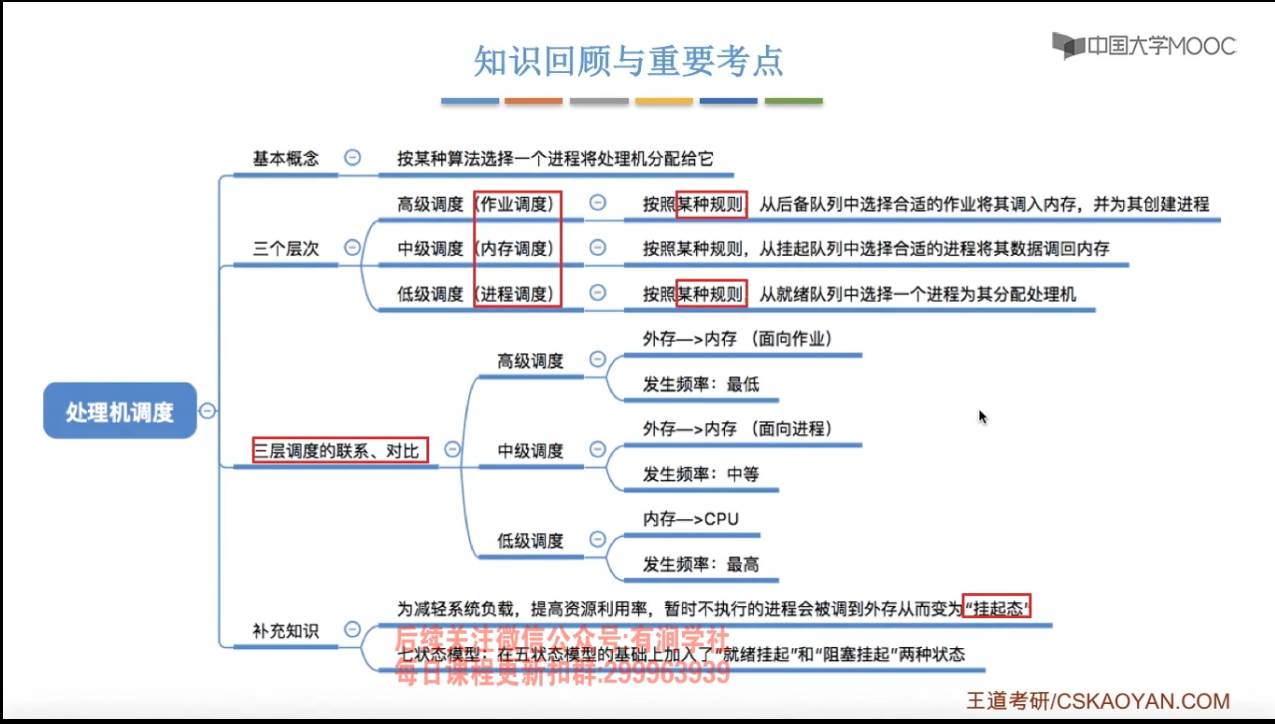 知识回顾与重要考点
中国大学MOOC
基本概念
按某种算法选择一个进程将处理机分配给它
高级调度（作业调度）
按照某种规则，从后备队列中选择合适的作业将其调入内存，并为其创建进程
三个层次
中级调度（内存调度）
按照某种规则，从挂起队列中选择合适的进程将其数据调回内存
低级调度（进程调度）
按照某种规则，从就绪队列中选择一个进程为其分配处理机
处理机调度
三层调度的联系、对比
高级调度
外存—>内存 （面向作业）
发生频率：最低
中级调度
外存—>内存 （面向进程）
发生频率：中等
低级调度
内存—>CPU
发生频率：最高
补充知识
为减轻系统负载，提高资源利用率，暂时不执行的进程会被调到外存从而变为“挂起态”
七状态模型：在五状态模型的基础上加入了“就绪挂起”和“阻塞挂起”两种状态
后续关注微信公众号:有涧学社
每日课程更新扣群:299963939
王道考研/CSKAOYAN.COM